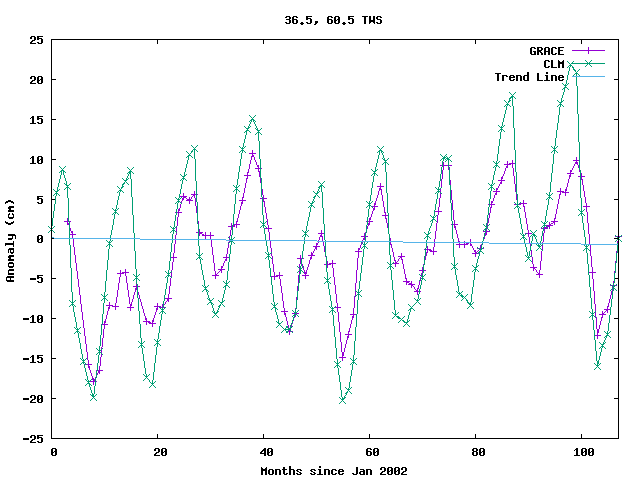 36.5, 60.5 TWS
GRACE
CLM
Trend Line
Anomaly (cm)
25
20
15
10
5
0
-5
-10
-15
-20
-25
0 20 40 60 80 100
Months since Jan 2002